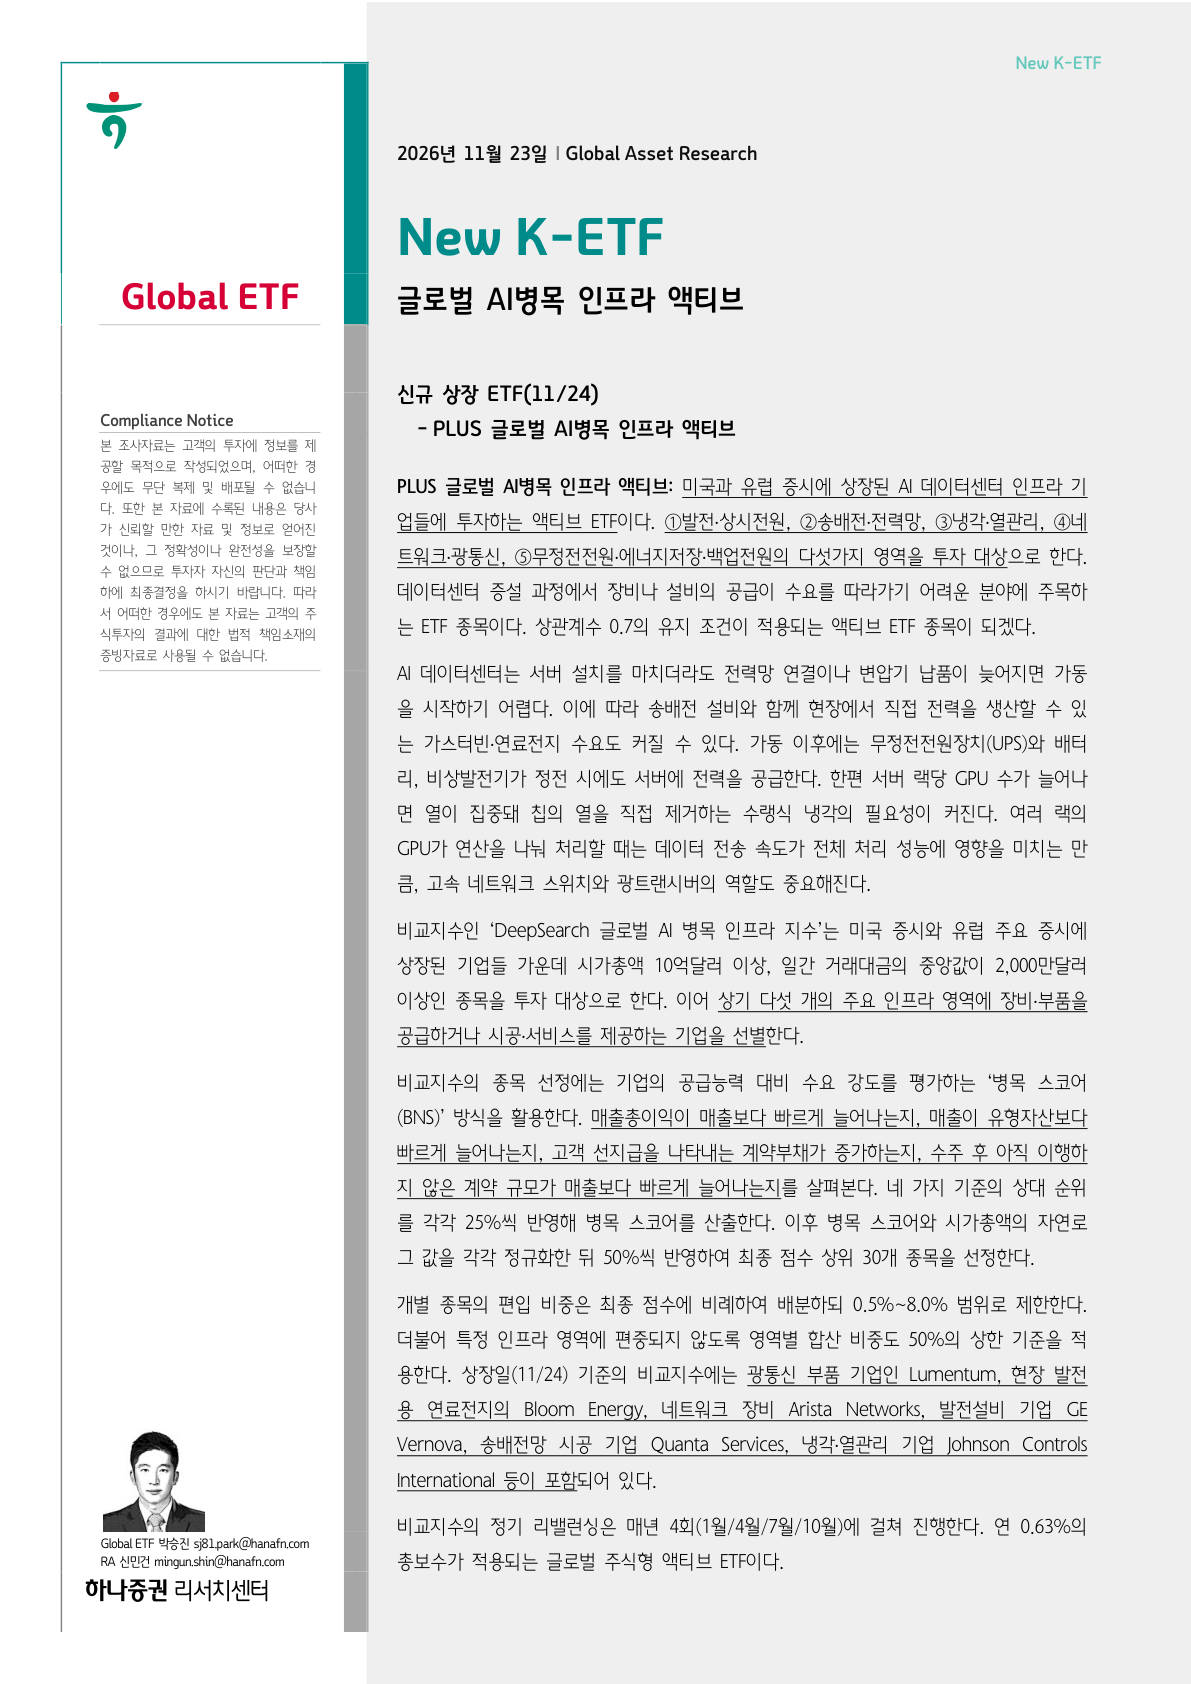 New K-ETF
Global ETF
Compliance Notice
본 조사자료는 고객의 투자에 정보를 제
공할 목적으로 작성되었으며, 어떠한 경
우에도 무단 복제 및 배포될 수 없습니
다. 또한 본 자료에 수록된 내용은 당사
가 신뢰할 만한 자료 및 정보로 얻어진
것이나, 그 정확성이나 완전성을 보장할
수 없으므로 투자자 자신의 판단과 책임
하에 최종결정을 하시기 바랍니다. 따라
서 어떠한 경우에도 본 자료는 고객의 주
식투자의 결과에 대한 법적 책임소재의
증빙자료로 사용될 수 없습니다.
Global ETF 박승진 sj81.park@hanafn.com
RA 신민건 mingun.shin@hanafn.com
하나증권 리서치센터
2026년 11월 23일 | Global Asset Research
New K-ETF
글로벌 AI병목 인프라 액티브
신규 상장 ETF(11/24)
- PLUS 글로벌 AI병목 인프라 액티브
PLUS 글로벌 AI병목 인프라 액티브: 미국과 유럽 증시에 상장된 AI 데이터센터 인프라 기
업들에 투자하는 액티브 ETF이다. ①발전·상시전원, ②송배전·전력망, ③냉각·열관리, ④네
트워크·광통신, ⑤무정전전원·에너지저장·백업전원의 다섯가지 영역을 투자 대상으로 한다.
데이터센터 증설 과정에서 장비나 설비의 공급이 수요를 따라가기 어려운 분야에 주목하
는 ETF 종목이다. 상관계수 0.7의 유지 조건이 적용되는 액티브 ETF 종목이 되겠다.
AI 데이터센터는 서버 설치를 마치더라도 전력망 연결이나 변압기 납품이 늦어지면 가동
을 시작하기 어렵다. 이에 따라 송배전 설비와 함께 현장에서 직접 전력을 생산할 수 있
는 가스터빈·연료전지 수요도 커질 수 있다. 가동 이후에는 무정전전원장치(UPS)와 배터
리, 비상발전기가 정전 시에도 서버에 전력을 공급한다. 한편 서버 랙당 GPU 수가 늘어나
면 열이 집중돼 칩의 열을 직접 제거하는 수랭식 냉각의 필요성이 커진다. 여러 랙의
GPU가 연산을 나눠 처리할 때는 데이터 전송 속도가 전체 처리 성능에 영향을 미치는 만
큼, 고속 네트워크 스위치와 광트랜시버의 역할도 중요해진다.
비교지수인 ‘DeepSearch 글로벌 AI 병목 인프라 지수’는 미국 증시와 유럽 주요 증시에
상장된 기업들 가운데 시가총액 10억달러 이상, 일간 거래대금의 중앙값이 2,000만달러
이상인 종목을 투자 대상으로 한다. 이어 상기 다섯 개의 주요 인프라 영역에 장비·부품을
공급하거나 시공·서비스를 제공하는 기업을 선별한다.
비교지수의 종목 선정에는 기업의 공급능력 대비 수요 강도를 평가하는 ‘병목 스코어
(BNS)’ 방식을 활용한다. 매출총이익이 매출보다 빠르게 늘어나는지, 매출이 유형자산보다
빠르게 늘어나는지, 고객 선지급을 나타내는 계약부채가 증가하는지, 수주 후 아직 이행하
지 않은 계약 규모가 매출보다 빠르게 늘어나는지를 살펴본다. 네 가지 기준의 상대 순위
를 각각 25%씩 반영해 병목 스코어를 산출한다. 이후 병목 스코어와 시가총액의 자연로
그 값을 각각 정규화한 뒤 50%씩 반영하여 최종 점수 상위 30개 종목을 선정한다.
개별 종목의 편입 비중은 최종 점수에 비례하여 배분하되 0.5%~8.0% 범위로 제한한다.
더불어 특정 인프라 영역에 편중되지 않도록 영역별 합산 비중도 50%의 상한 기준을 적
용한다. 상장일(11/24) 기준의 비교지수에는 광통신 부품 기업인 Lumentum, 현장 발전
용 연료전지의 Bloom Energy, 네트워크 장비 Arista Networks, 발전설비 기업 GE
Vernova, 송배전망 시공 기업 Quanta Services, 냉각·열관리 기업 Johnson Controls
International 등이 포함되어 있다.
비교지수의 정기 리밸런싱은 매년 4회(1월/4월/7월/10월)에 걸쳐 진행한다. 연 0.63%의
총보수가 적용되는 글로벌 주식형 액티브 ETF이다.